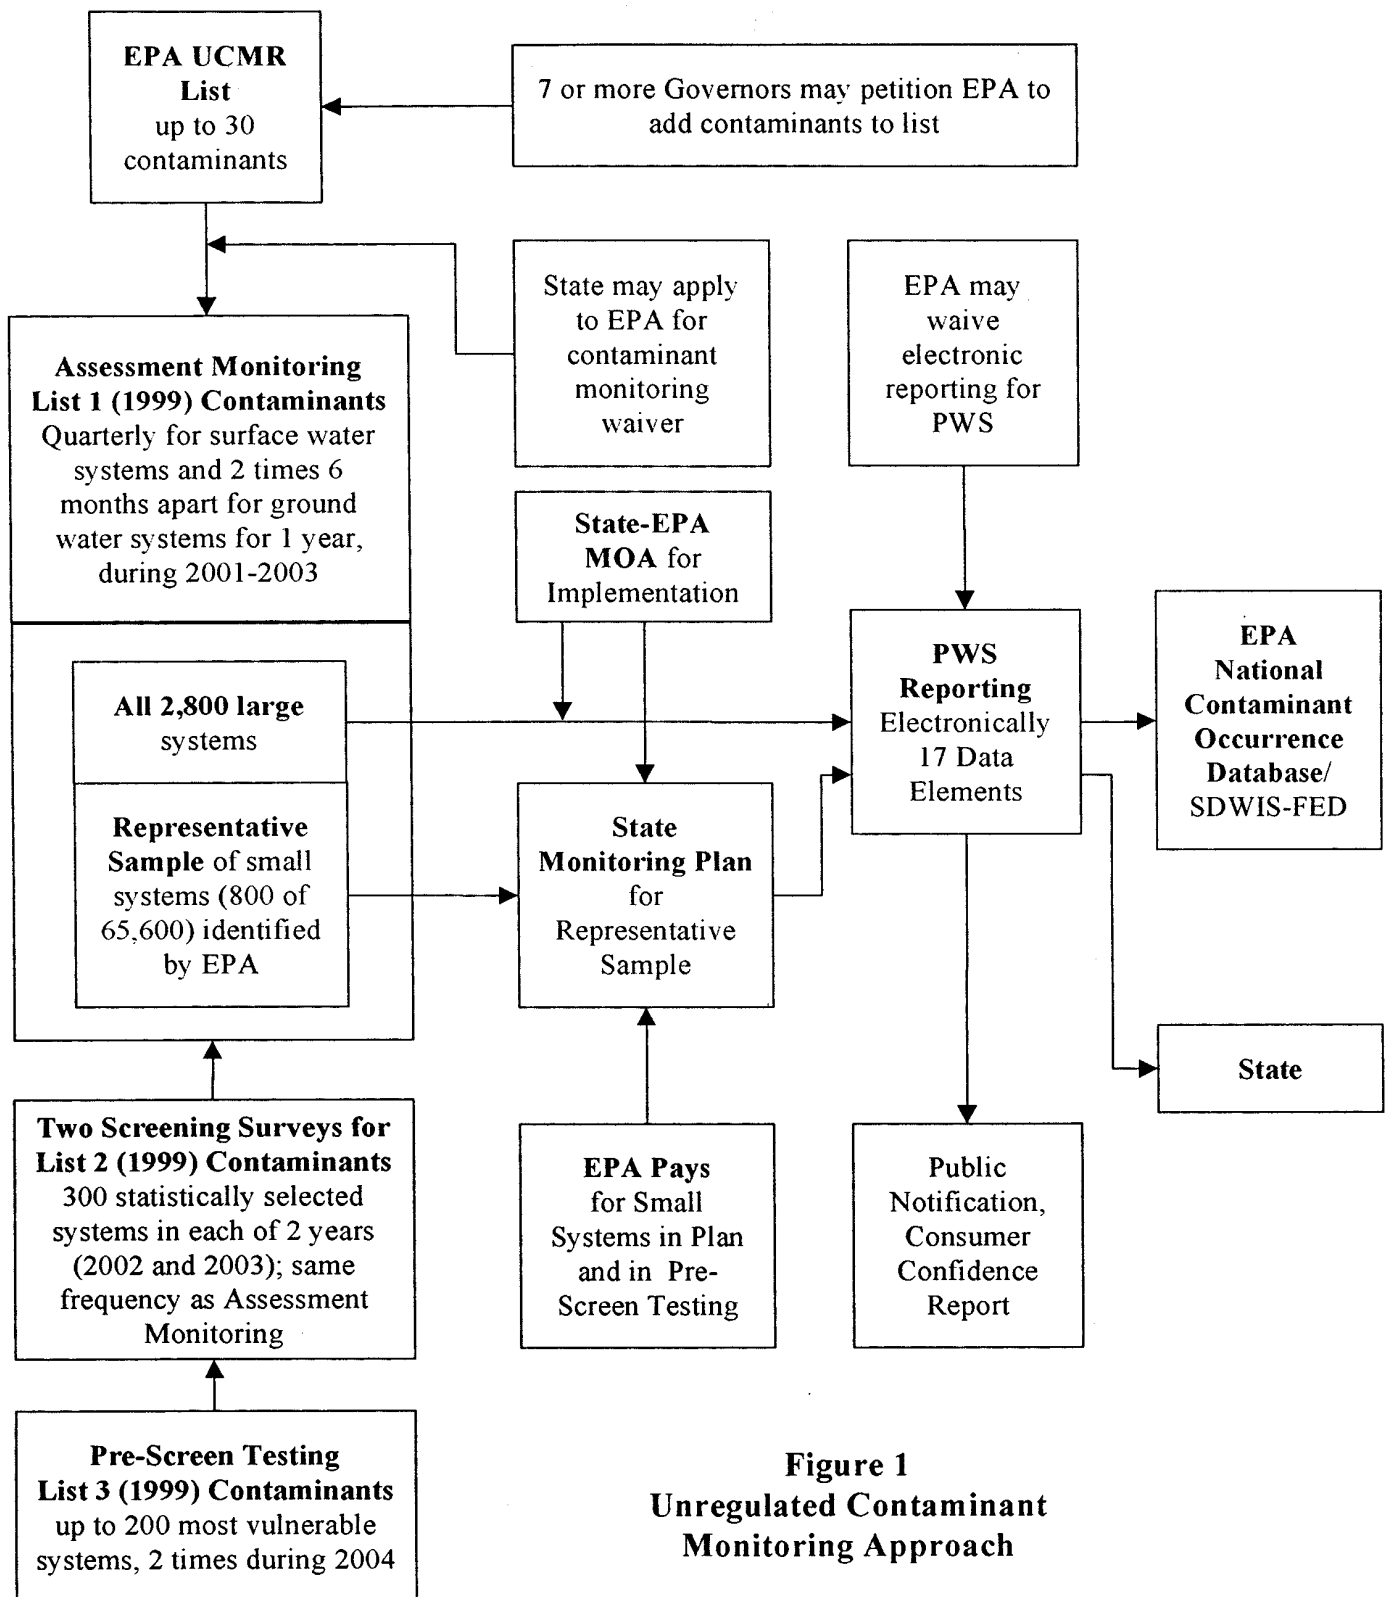 EPA UCMR
List
up to 30
contaminants
7 or more Governors may petition EPA to
add contaminants to list
State may apply
to EPA for
contaminant
monitoring
waiver
EPA may
waive
electronic
reporting for
PWS
Assessment Monitoring
List 1 (1999) Contaminants
Quarterly for surface water
systems and 2 times 6
months apart for ground
water systems for 1 year,
during 2001-2003
State-EPA
MOA for
Implementation
All 2,800 large
systems
Representative
Sample of small
systems (800 of
65,600) identified
by EPA
State
Monitoring Plan
for
Representative
Sample
PWS
Reporting
Electronically
17 Data
Elements
EPA
National
Contaminant
Occurrence
Database/
SDWIS-FED
State
Two Screening Surveys for
List 2 (1999) Contaminants
300 statistically selected
systems in each of 2 years
(2002 and 2003); same
frequency as Assessment
Monitoring
EPA Pays
for Small
Systems in Plan
and in Pre-
Screen Testing
Public
Notification,
Consumer
Confidence
Report
Pre-Screen Testing
List 3 (1999) Contaminants
up to 200 most vulnerable
systems, 2 times during 2004
Figure 1
Unregulated Contaminant
Monitoring Approach